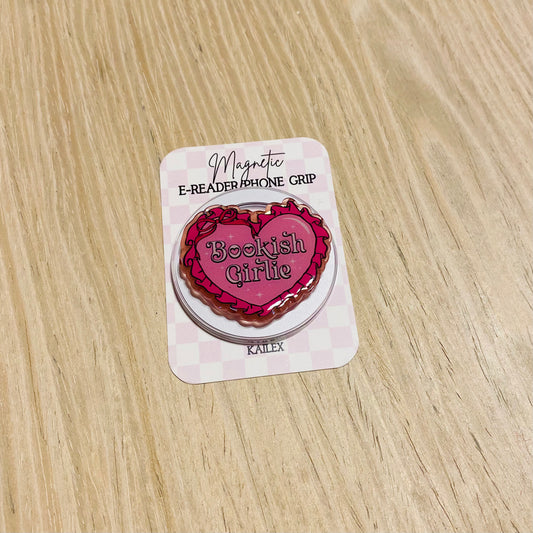 Magnetic
E-READER/PHONE GRIP
Bookish
Girlie
KAILEX